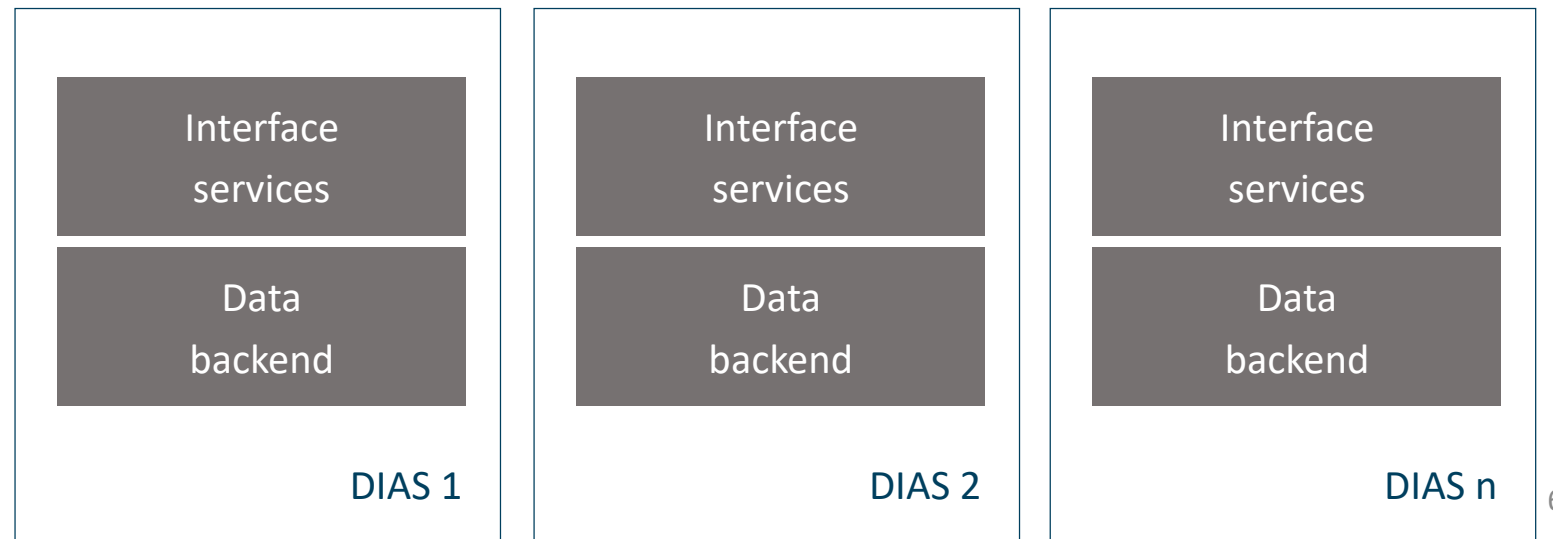 Interface
services
Data
backend
DIAS 1
Interface
services
Data
backend
DIAS 2
Interface
services
Data
backend
DIAS n